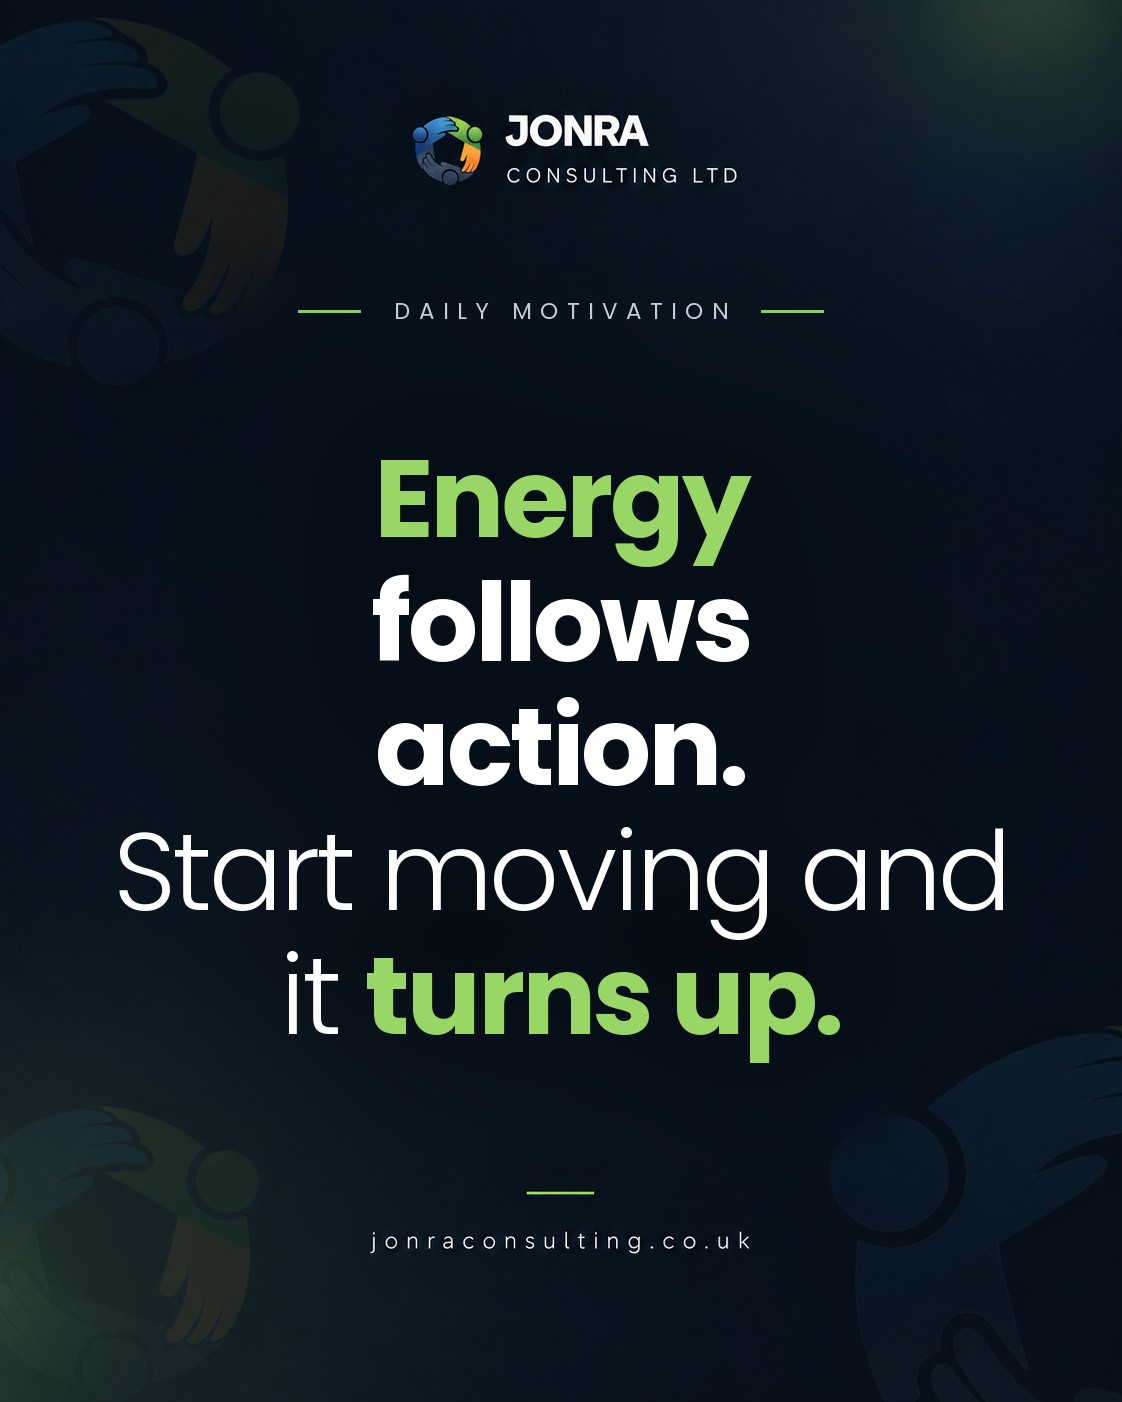 JONRA
CONSULTING LTD
DAILY MOTIVATION
Energy
follows
action.
Start moving and
it turns up.
jonraconsulting.co.uk